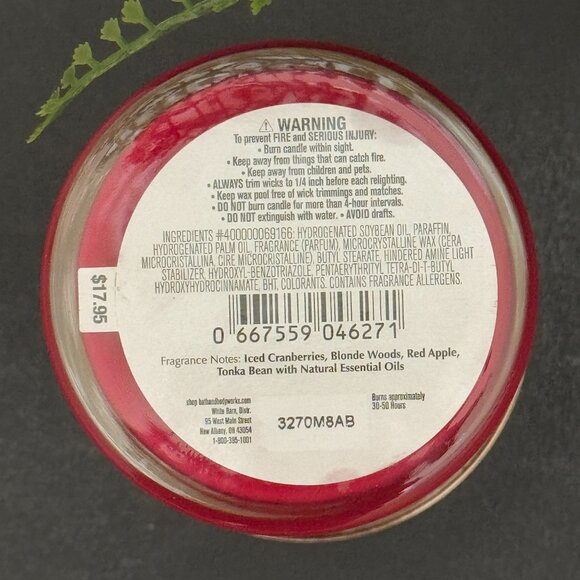 ⚠ WARNING
To prevent FIRE and SERIOUS INJURY:
• Burn candle within sight.
• Keep away from things that can catch fire.
• Keep away from children and pets.
• ALWAYS trim wicks to 1/4 inch before each relighting.
• Keep wax pool free of wick trimmings and matches.
• DO NOT burn candle for more than 4-hour intervals.
• DO NOT extinguish with water. • AVOID drafts.
INGREDIENTS #400000069166: HYDROGENATED SOYBEAN OIL, PARAFFIN,
HYDROGENATED PALM OIL, FRAGRANCE (PARFUM), MICROCRYSTALLINE WAX (CERA
MICROCRISTALLINA, CIRE MICROCRISTALLINE), BUTYL STEARATE, HINDERED AMINE LIGHT
STABILIZER, HYDROXYL-BENZOTRIAZOLE, PENTAERYTHRITYL TETRA-DI-T-BUTYL
HYDROXYHYDROCINNAMATE, BHT, COLORANTS. CONTAINS FRAGRANCE ALLERGENS.
$17.95
0 667559 046271
Fragrance Notes: Iced Cranberries, Blonde Woods, Red Apple,
Tonka Bean with Natural Essential Oils
shop bathandbodyworks.com
White Barn, Distr.
95 West Main Street
New Albany, OH 43054
1-800-395-1001
3270M8AB
Burns approximately
30-50 Hours